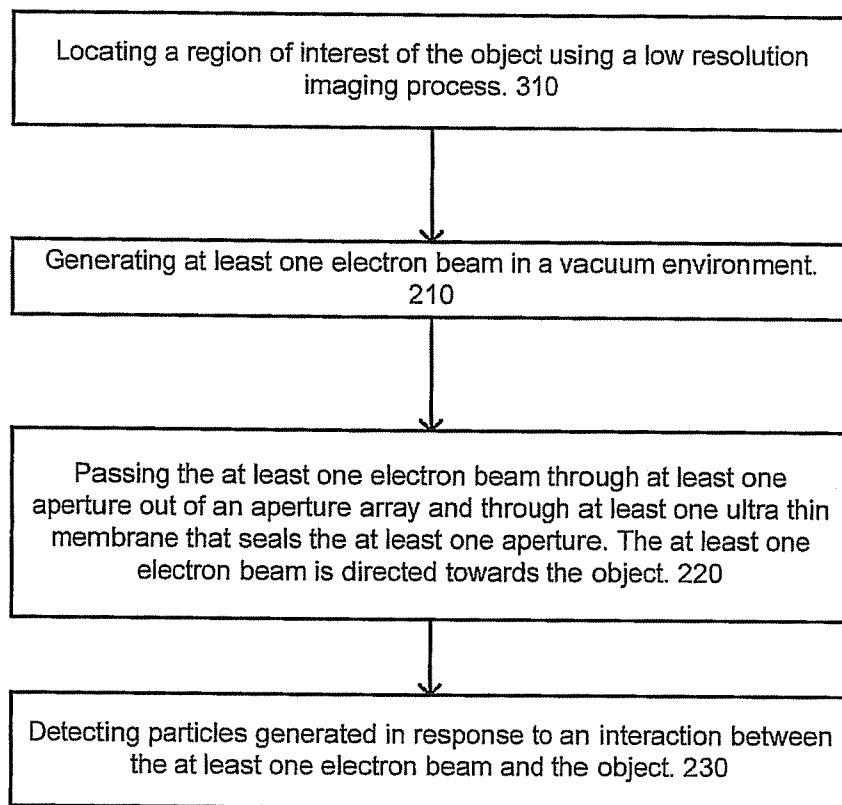 Locating a region of interest of the object using a low resolution
imaging process. 310
Generating at least one electron beam in a vacuum environment.
210
Passing the at least one electron beam through at least one
aperture out of an aperture array and through at least one ultra thin
membrane that seals the at least one aperture. The at least one
electron beam is directed towards the object. 220
Detecting particles generated in response to an interaction between
the at least one electron beam and the object. 230